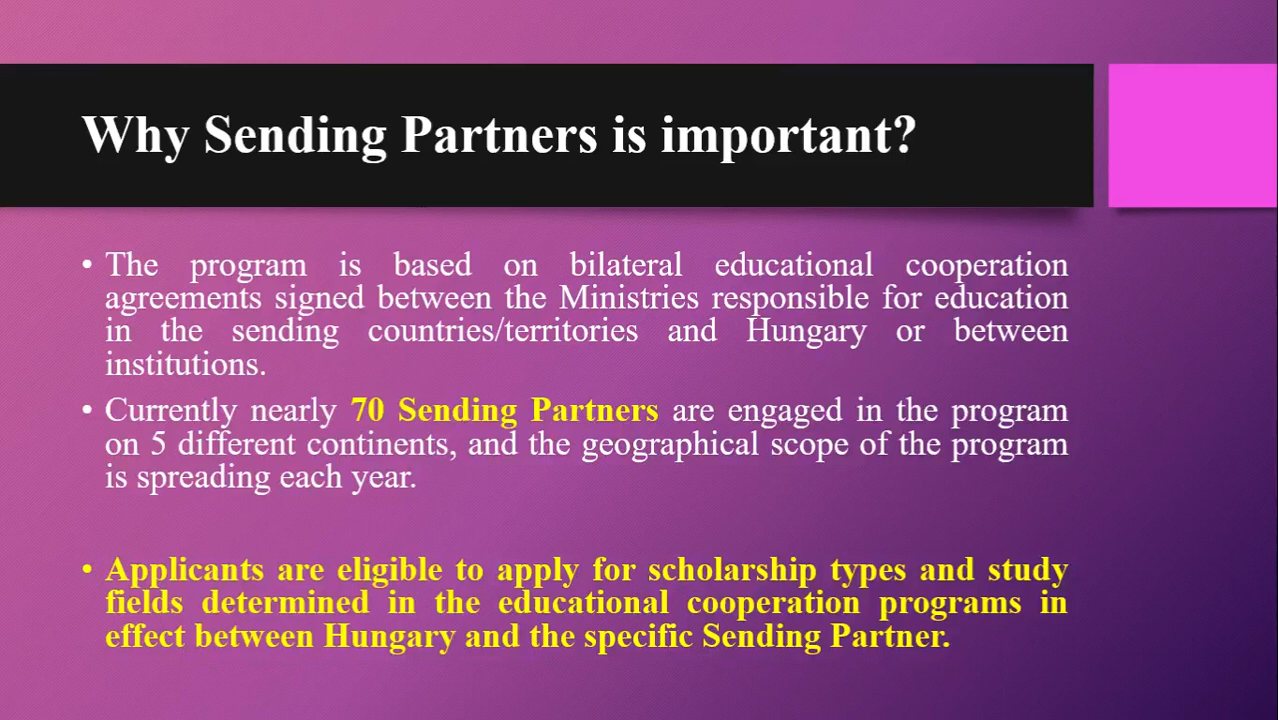 Why Sending Partners is important?
• The program is based on bilateral educational cooperation
agreements signed between the Ministries responsible for education
in the sending countries/territories and Hungary or between
institutions.
• Currently nearly 70 Sending Partners are engaged in the program
on 5 different continents, and the geographical scope of the program
is spreading each year.
• Applicants are eligible to apply for scholarship types and study
fields determined in the educational cooperation programs in
effect between Hungary and the specific Sending Partner.